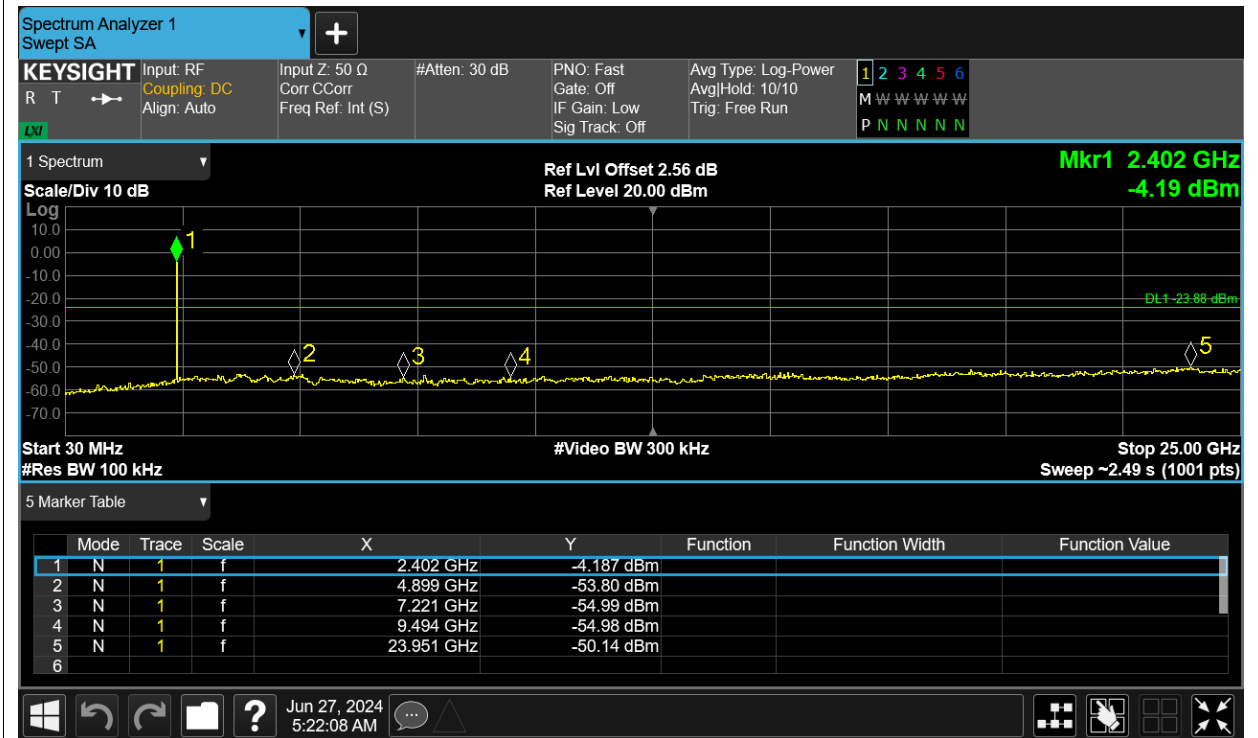 Spectrum Analyzer 1
Swept SA
KEYSIGHT
R T
LXI
Input: RF
Coupling: DC
Align: Auto
Input Z: 50 Ω
Corr CCorr
Freq Ref: Int (S)
#Atten: 30 dB
PNO: Fast
Gate: Off
IF Gain: Low
Sig Track: Off
Avg Type: Log-Power
Avg|Hold: 10/10
Trig: Free Run
1 2 3 4 5 6
M W W W W W
P N N N N N
1 Spectrum
Scale/Div 10 dB
Ref Lvl Offset 2.56 dB
Ref Level 20.00 dBm
Mkr1 2.402 GHz
-4.19 dBm
Log
10.0
0.00
-10.0
-20.0
-30.0
-40.0
-50.0
-60.0
-70.0
1
2
3
4
5
DL1 -23.88 dBm
Start 30 MHz
#Res BW 100 kHz
#Video BW 300 kHz
Stop 25.00 GHz
Sweep ~2.49 s (1001 pts)
5 Marker Table
Mode Trace Scale X Y Function Function Width Function Value
1 N 1 f 2.402 GHz -4.187 dBm
2 N 1 f 4.899 GHz -53.80 dBm
3 N 1 f 7.221 GHz -54.99 dBm
4 N 1 f 9.494 GHz -54.98 dBm
5 N 1 f 23.951 GHz -50.14 dBm
6
?
Jun 27, 2024
5:22:08 AM